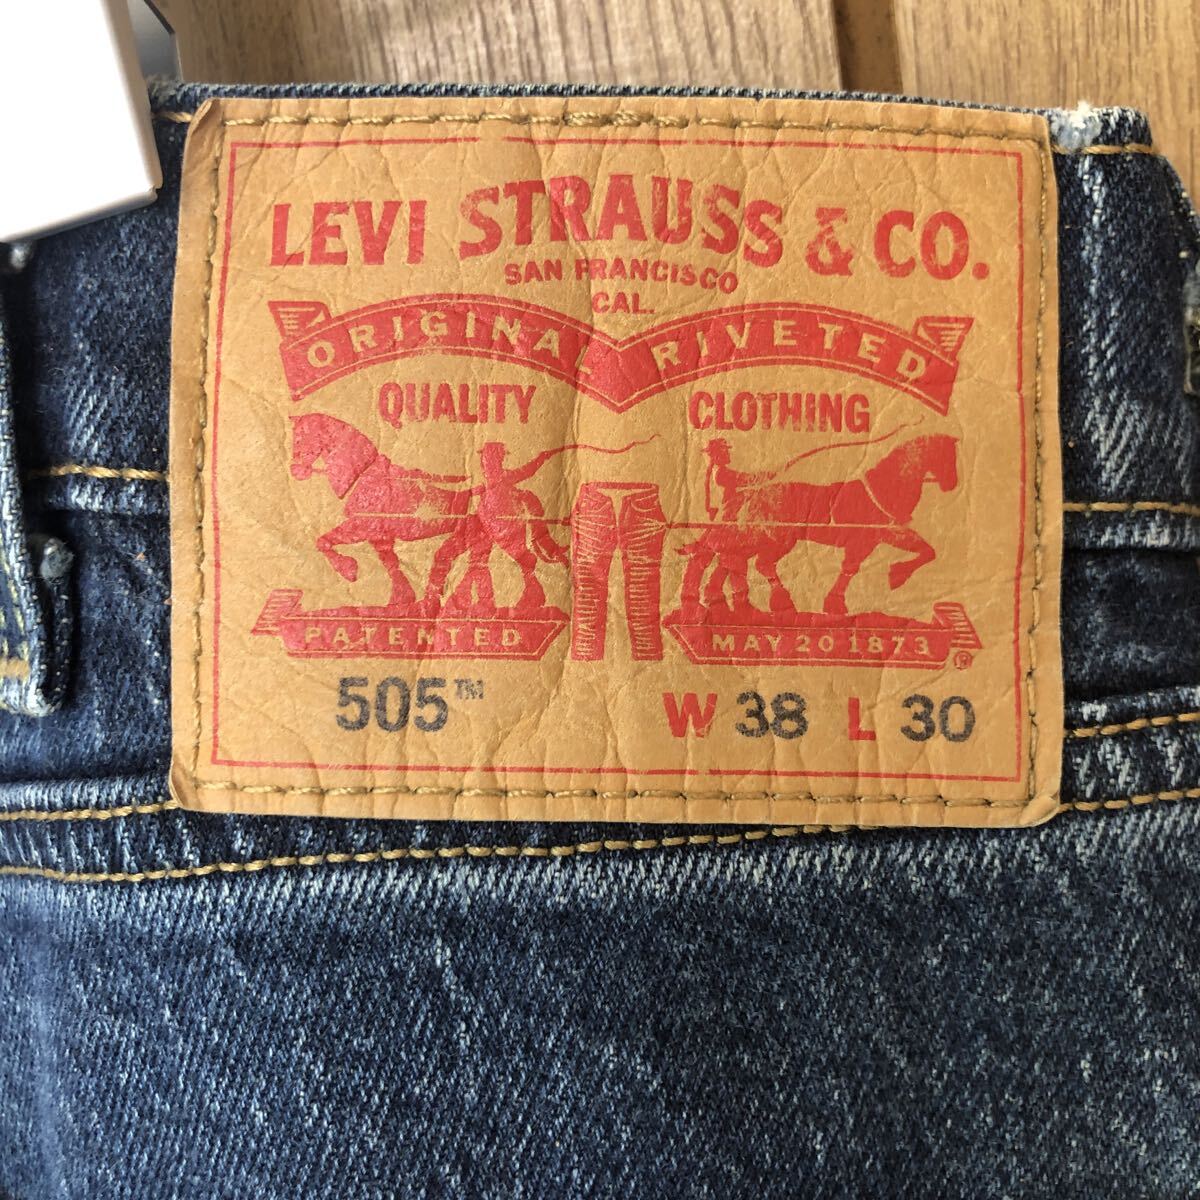 LEVI STRAUSS & CO.
SAN FRANCISCO
CAL.
ORIGINAL RIVETED
QUALITY CLOTHING
PATENTED MAY 20 1873 ®
505™ W 38 L 30